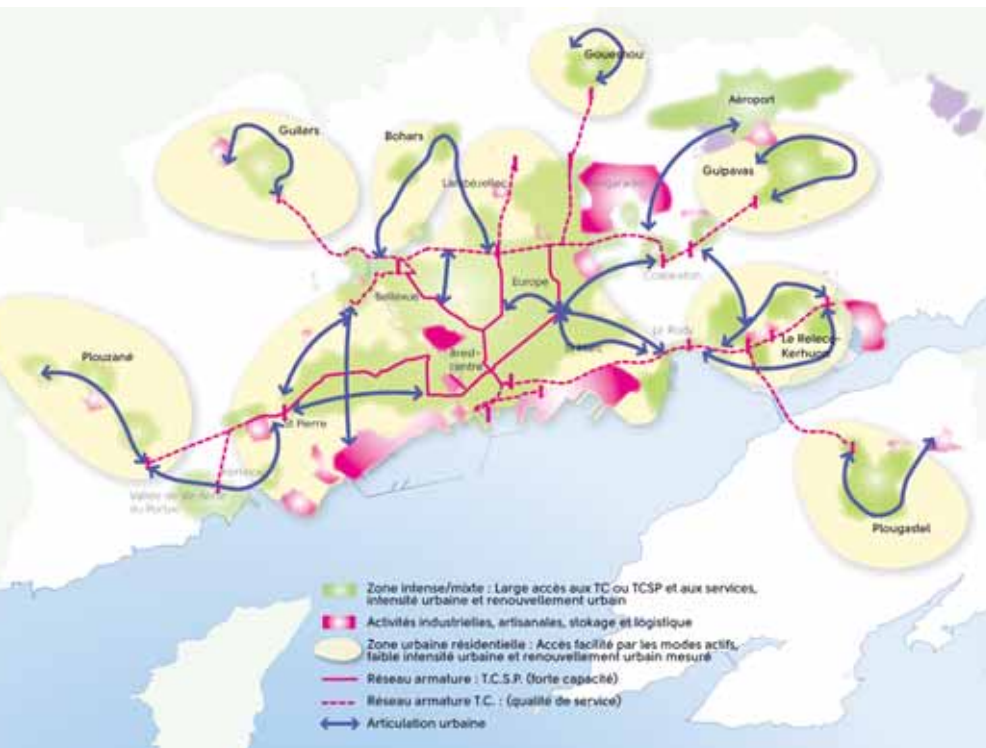 Gouesnou
Aéroport
Guilers
Bohars
Lambézellec
Guipavas
Europe
Bellevue
Le Rody
Plouzané
Le Relecq-
Kerhuon
centre
St Pierre
Plougastel
Zone intense/mixte : Large accès aux TC ou TCSP et aux services,
intensité urbaine et renouvellement urbain
Activités industrielles, artisanales, stokage et logistique
Zone urbaine résidentielle : Accès facilité par les modes actifs,
faible intensité urbaine et renouvellement urbain mesuré
Réseau armature : T.C.S.P. (forte capacité)
Réseau armature T.C. : (qualité de service)
Articulation urbaine